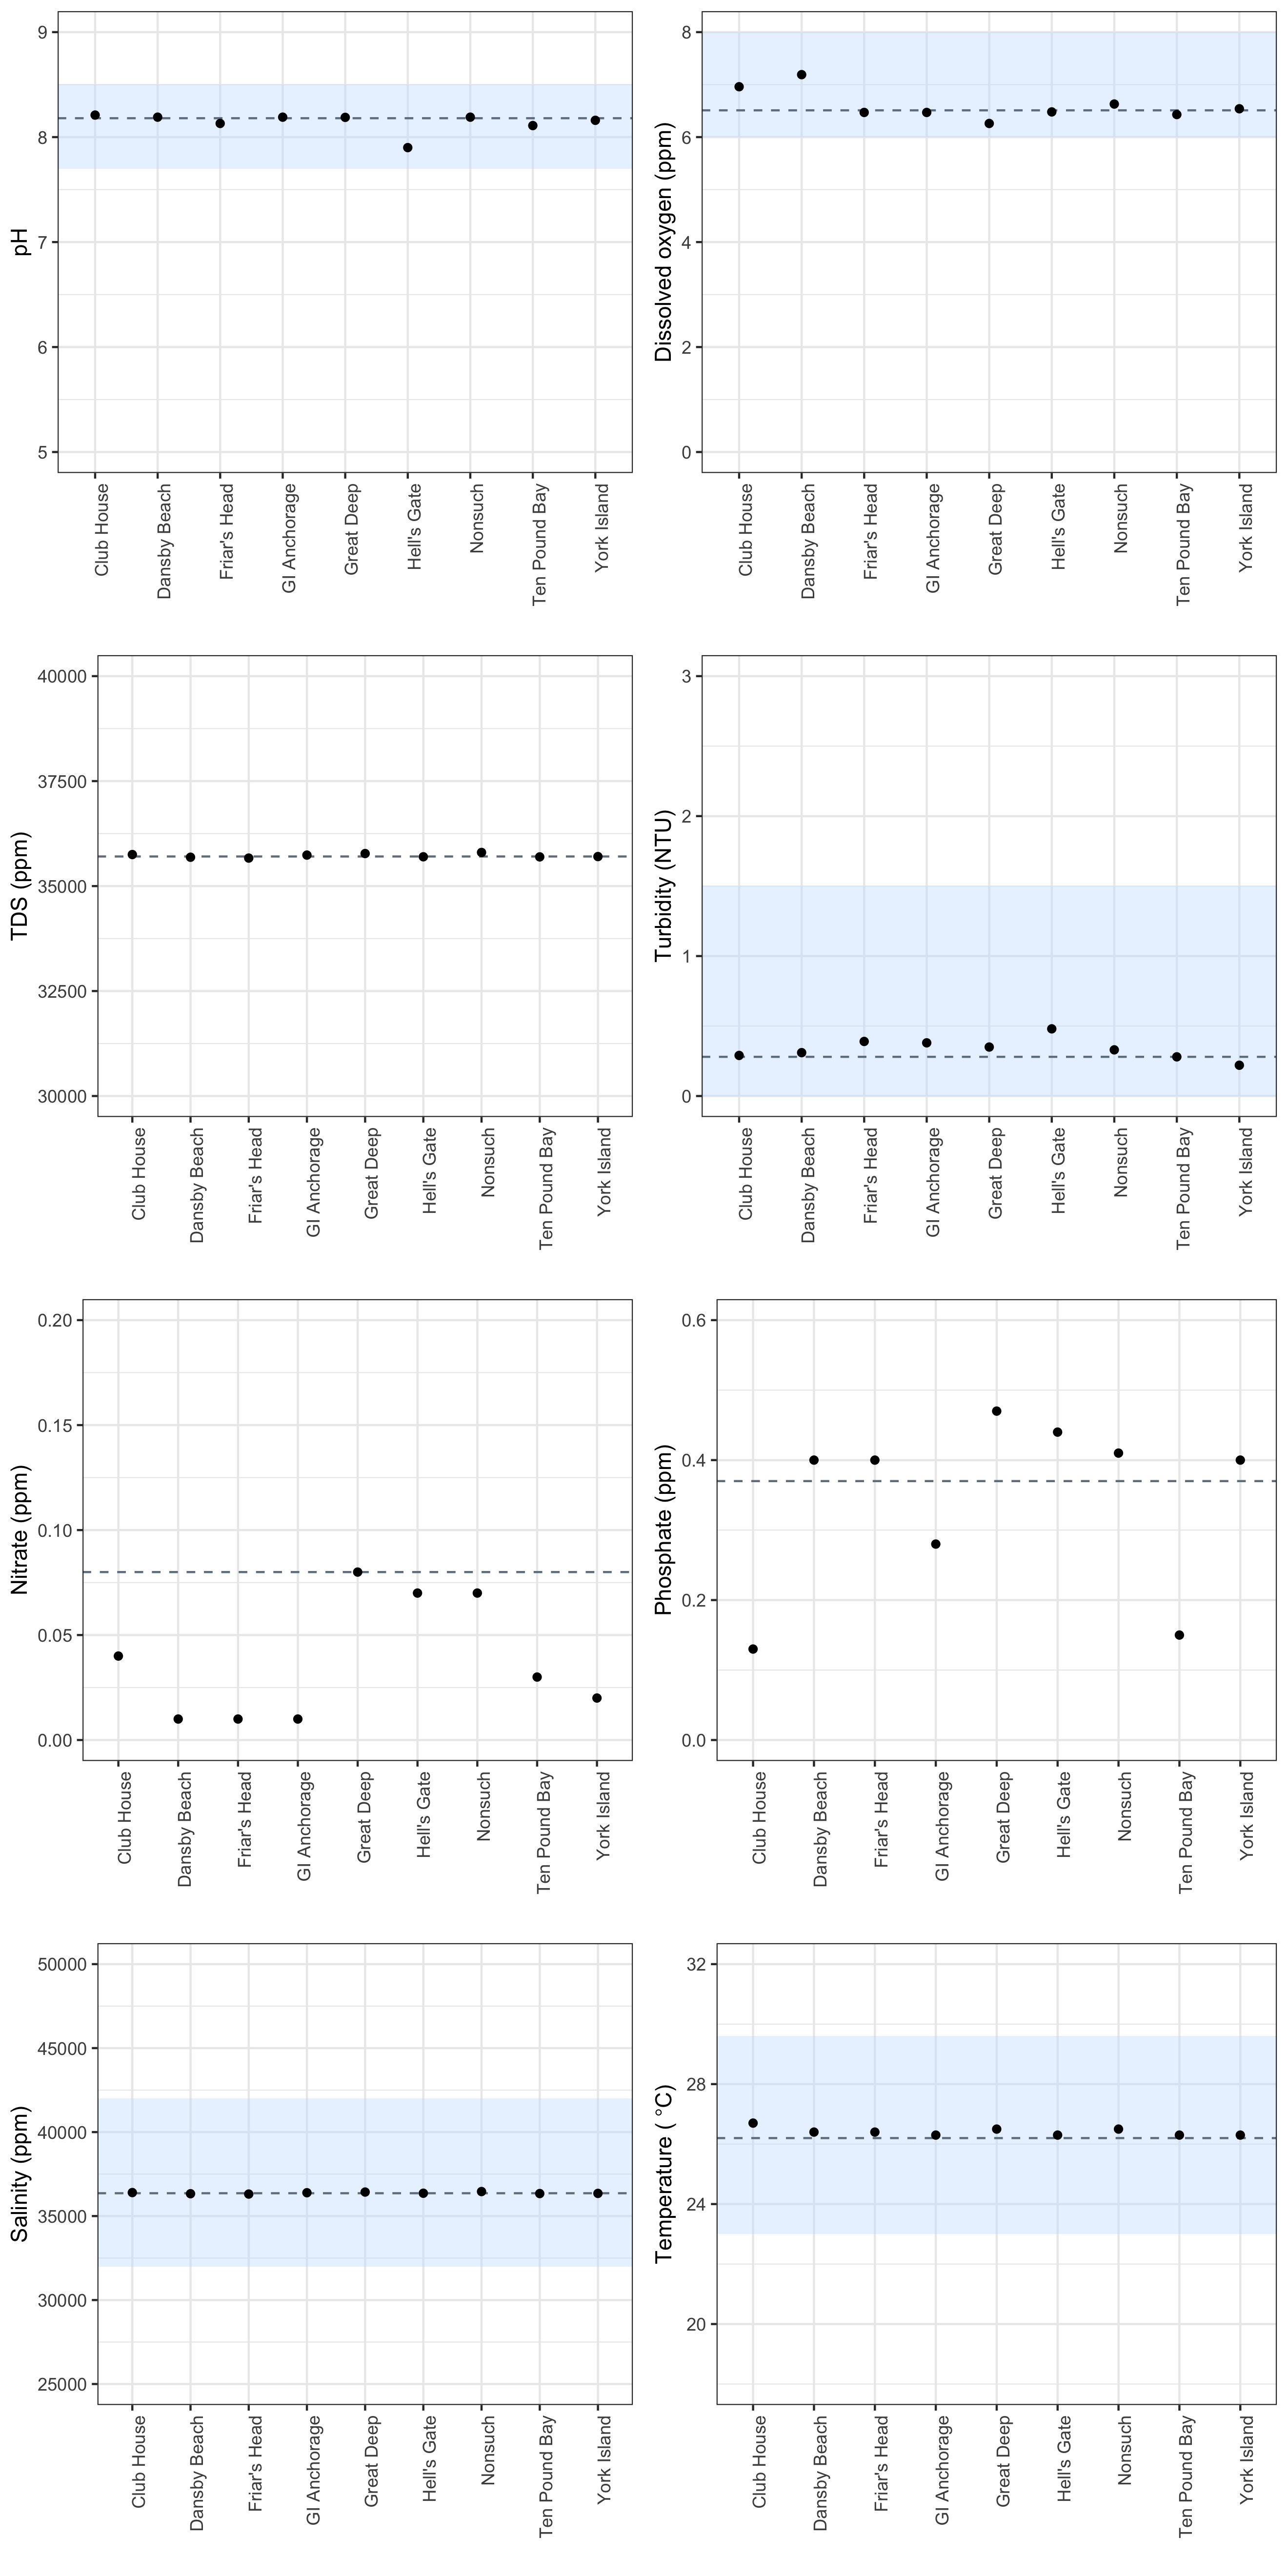 pH
9
8
7
6
5
Club House
Dansby Beach
Friar's Head
GI Anchorage
Great Deep
Hell's Gate
Nonsuch
Ten Pound Bay
York Island
Dissolved oxygen (ppm)
8
6
4
2
0
Club House
Dansby Beach
Friar's Head
GI Anchorage
Great Deep
Hell's Gate
Nonsuch
Ten Pound Bay
York Island
TDS (ppm)
40000
37500
35000
32500
30000
Club House
Dansby Beach
Friar's Head
GI Anchorage
Great Deep
Hell's Gate
Nonsuch
Ten Pound Bay
York Island
Turbidity (NTU)
3
2
1
0
Club House
Dansby Beach
Friar's Head
GI Anchorage
Great Deep
Hell's Gate
Nonsuch
Ten Pound Bay
York Island
Nitrate (ppm)
0.20
0.15
0.10
0.05
0.00
Club House
Dansby Beach
Friar's Head
GI Anchorage
Great Deep
Hell's Gate
Nonsuch
Ten Pound Bay
York Island
Phosphate (ppm)
0.6
0.4
0.2
0.0
Club House
Dansby Beach
Friar's Head
GI Anchorage
Great Deep
Hell's Gate
Nonsuch
Ten Pound Bay
York Island
Salinity (ppm)
50000
45000
40000
35000
30000
25000
Club House
Dansby Beach
Friar's Head
GI Anchorage
Great Deep
Hell's Gate
Nonsuch
Ten Pound Bay
York Island
Temperature ( °C)
32
28
24
20
Club House
Dansby Beach
Friar's Head
GI Anchorage
Great Deep
Hell's Gate
Nonsuch
Ten Pound Bay
York Island